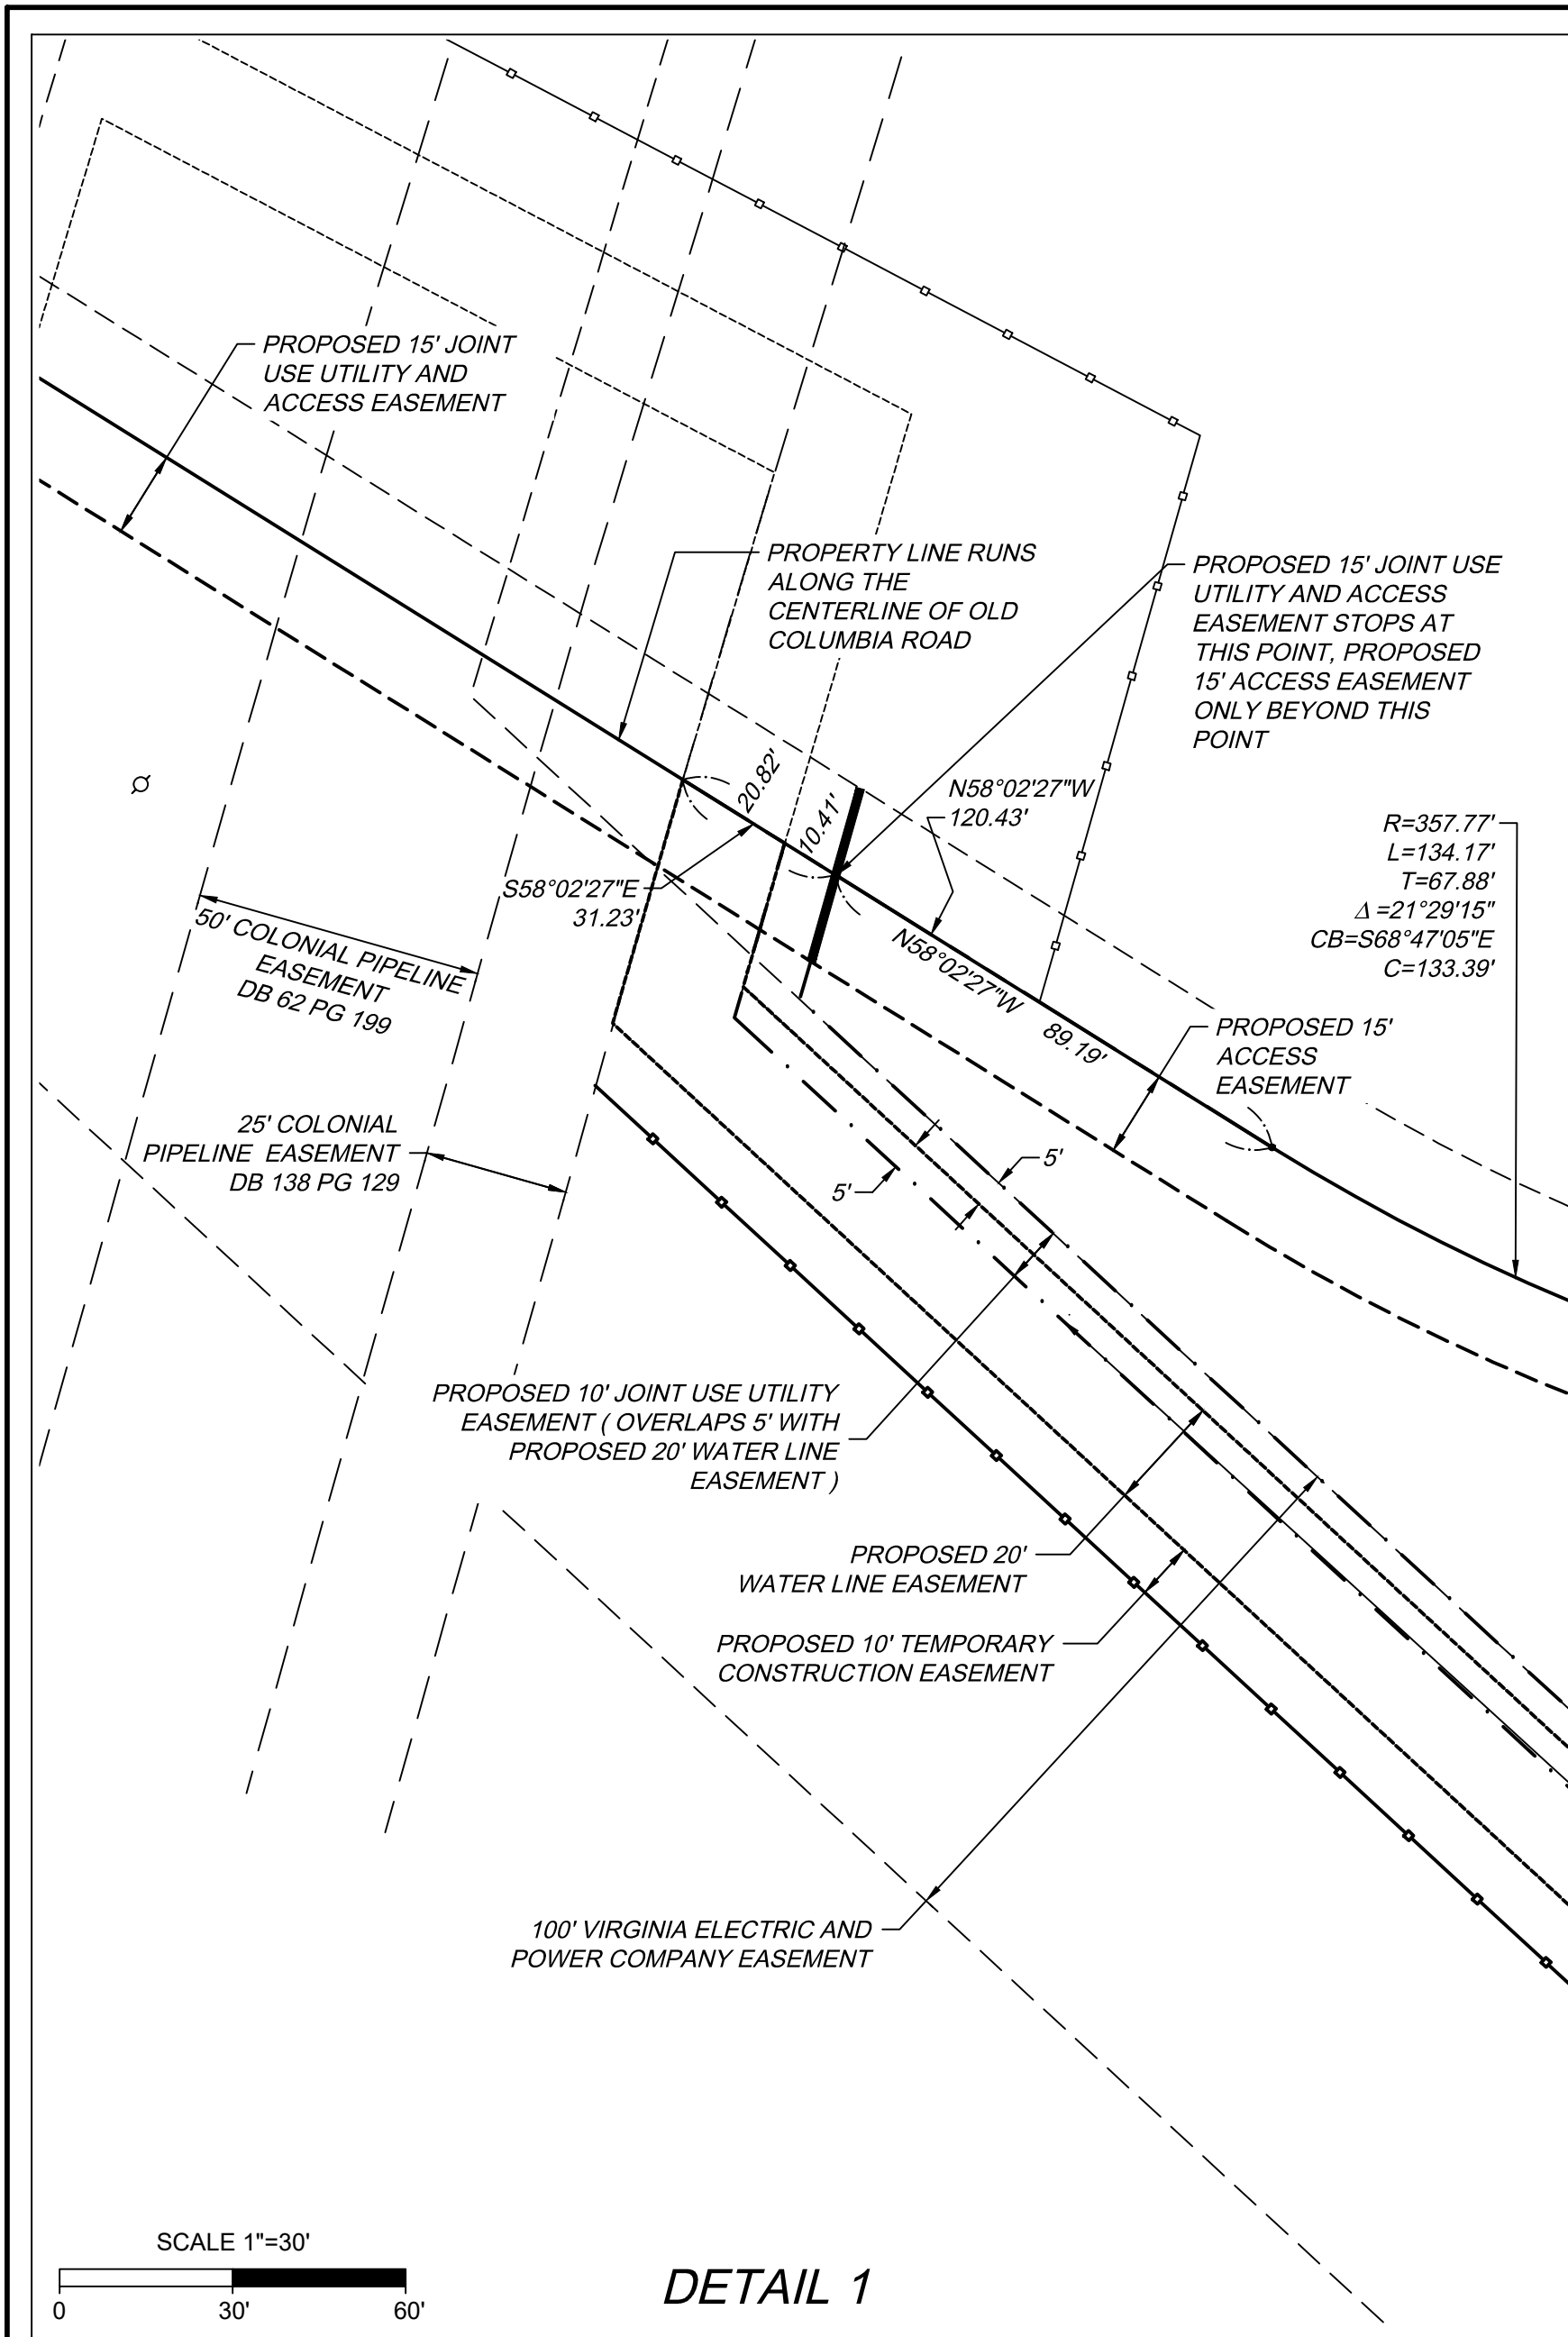 PROPOSED 15' JOINT
USE UTILITY AND
ACCESS EASEMENT
PROPERTY LINE RUNS
ALONG THE
CENTERLINE OF OLD
COLUMBIA ROAD
PROPOSED 15' JOINT USE
UTILITY AND ACCESS
EASEMENT STOPS AT
THIS POINT, PROPOSED
15' ACCESS EASEMENT
ONLY BEYOND THIS
POINT
20.82'
10.41'
N58°02'27"W
120.43'
R=357.77'
L=134.17'
T=67.88'
Δ =21°29'15"
CB=S68°47'05"E
C=133.39'
S58°02'27"E
31.23'
50' COLONIAL PIPELINE
EASEMENT
DB 62 PG 199
N58°02'27"W 89.19'
PROPOSED 15'
ACCESS
EASEMENT
25' COLONIAL
PIPELINE EASEMENT
DB 138 PG 129
5'
5'
PROPOSED 10' JOINT USE UTILITY
EASEMENT ( OVERLAPS 5' WITH
PROPOSED 20' WATER LINE
EASEMENT )
PROPOSED 20'
WATER LINE EASEMENT
PROPOSED 10' TEMPORARY
CONSTRUCTION EASEMENT
100' VIRGINIA ELECTRIC AND
POWER COMPANY EASEMENT
SCALE 1"=30'
0 30' 60'
DETAIL 1